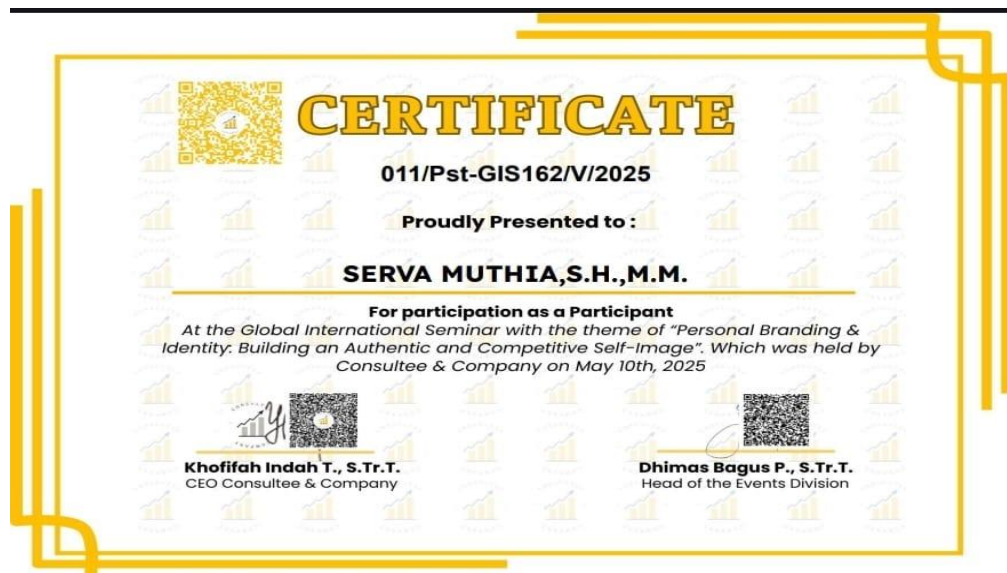 CERTIFICATE
011/Pst-GIS162/V/2025
Proudly Presented to :
SERVA MUTHIA,S.H.,M.M.
For participation as a Participant
At the Global International Seminar with the theme of “Personal Branding &
Identity: Building an Authentic and Competitive Self-Image”. Which was held by
Consultee & Company on May 10th, 2025
Khofifah Indah T., S.Tr.T.
CEO Consultee & Company
Dhimas Bagus P., S.Tr.T.
Head of the Events Division